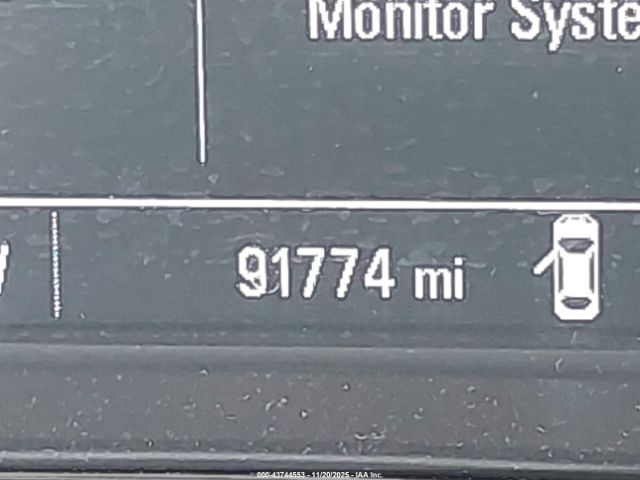 Monitor Syste
91774 mi
000-43744553 - 11/20/2025 - IAA Inc.